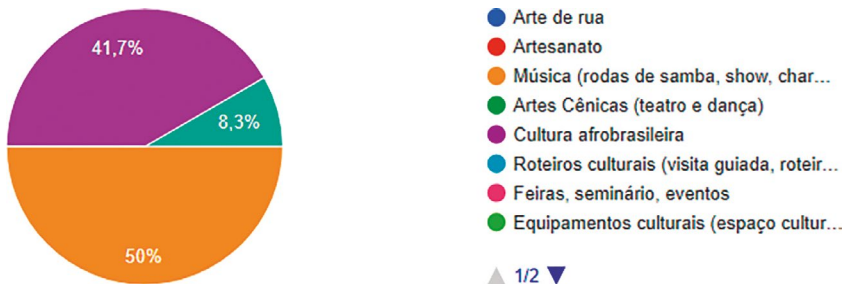 41,7%
8,3%
50%
Arte de rua
Artesanato
Música (rodas de samba, show, char...
Artes Cênicas (teatro e dança)
Cultura afrobrasileira
Roteiros culturais (visita guiada, roteir...
Feiras, seminário, eventos
Equipamentos culturais (espaço cultur...
1/2